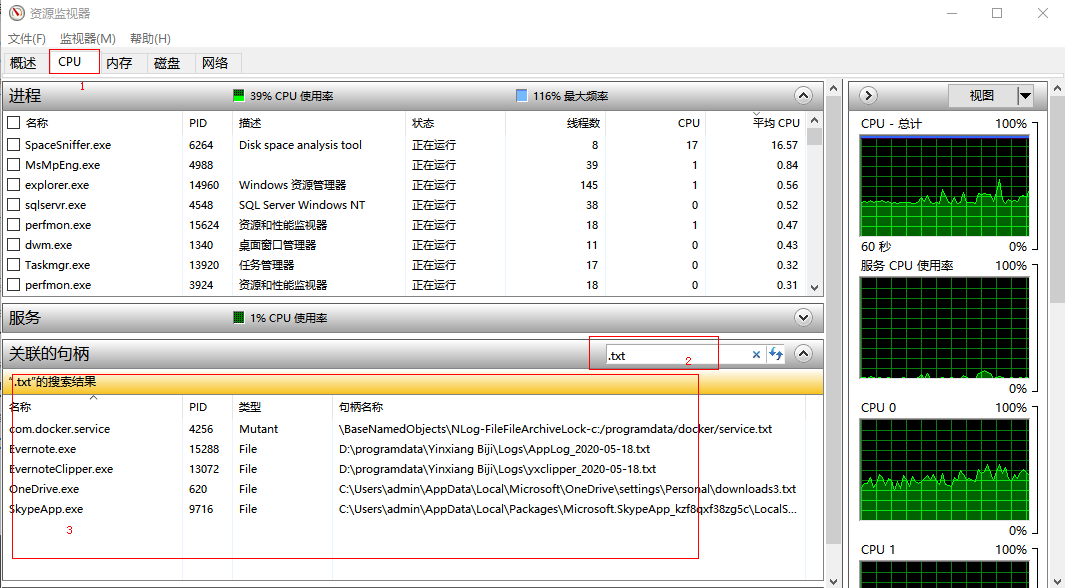 资源监视器
文件(F) 监视器(M) 帮助(H)
概述 CPU 内存 磁盘 网络
1
进程 39% CPU 使用率 116% 最大频率
名称 PID 描述 状态 线程数 CPU 平均 CPU
SpaceSniffer.exe 6264 Disk space analysis tool 正在运行 8 17 16.57
MsMpEng.exe 4988 正在运行 39 1 0.84
explorer.exe 14960 Windows 资源管理器 正在运行 145 1 0.56
sqlservr.exe 4548 SQL Server Windows NT 正在运行 38 0 0.52
perfmon.exe 15624 资源和性能监视器 正在运行 18 1 0.47
dwm.exe 1340 桌面窗口管理器 正在运行 11 0 0.43
Taskmgr.exe 13920 任务管理器 正在运行 17 0 0.32
perfmon.exe 3924 资源和性能监视器 正在运行 18 0 0.31
服务 1% CPU 使用率
关联的句柄 .txt 2
“.txt”的搜索结果
名称 PID 类型 句柄名称
com.docker.service 4256 Mutant \BaseNamedObjects\NLog-FileFileArchiveLock-c:/programdata/docker/service.txt
Evernote.exe 15288 File D:\programdata\Yinxiang Biji\Logs\AppLog_2020-05-18.txt
EvernoteClipper.exe 13072 File D:\programdata\Yinxiang Biji\Logs\yxclipper_2020-05-18.txt
OneDrive.exe 620 File C:\Users\admin\AppData\Local\Microsoft\OneDrive\settings\Personal\downloads3.txt
SkypeApp.exe 9716 File C:\Users\admin\AppData\Local\Packages\Microsoft.SkypeApp_kzf8qxf38zg5c\LocalS...
3
视图
CPU - 总计 100%
60 秒 0%
服务 CPU 使用率 100%
0%
CPU 0 100%
0%
CPU 1 100%